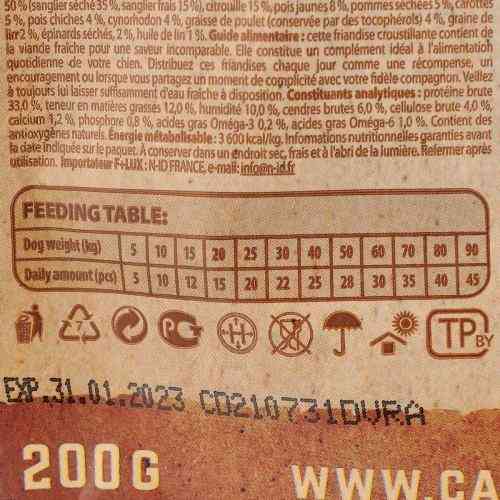 50 % (sanglier séché 35 %, sanglier frais 15 %), citrouille 15 %, pois jaunes 8 %, pommes séchées 5 %, carottes
5 %, pois chiches 4 %, cynorhodon 4 %, graisse de poulet (conservée par des tocophérols) 4 %, graine de
lin 2 %, épinards séchés, 2 %, huile de lin 1 %. Guide alimentaire : cette friandise croustillante contient de
la viande fraîche pour une saveur incomparable. Elle constitue un complément idéal à l'alimentation
quotidienne de votre chien. Distribuez ces friandises chaque jour comme une récompense, un
encouragement ou lorsque vous partagez un moment de complicité avec votre fidèle compagnon. Veillez
à toujours lui laisser suffisamment d'eau fraîche à disposition. Constituants analytiques : protéine brute
33,0 %, teneur en matières grasses 12,0 %, humidité 10,0 %, cendres brutes 6,0 %, cellulose brute 4,0 %,
calcium 1,2 %, phosphore 0,8 %, acides gras Oméga-3 0,2 %, acides gras Oméga-6 1,0 %. Contient des
antioxygènes naturels. Énergie métabolisable : 3 600 kcal/kg. Informations nutritionnelles garanties avant
la date indiquée sur le paquet. À conserver dans un endroit sec, frais et à l'abri de la lumière. Refermer après
utilisation. Importateur F+LUX : N-ID FRANCE, e-mail: info@n-id.fr
FEEDING TABLE:
Dog weight (kg) 5 10 15 20 25 30 40 50 60 70 80 90
Daily amount (pcs) 5 10 12 15 20 22 25 28 30 35 40 45
TP BY
EXP.31.01.2023 CD210731DVRA
200G
WWW.CA